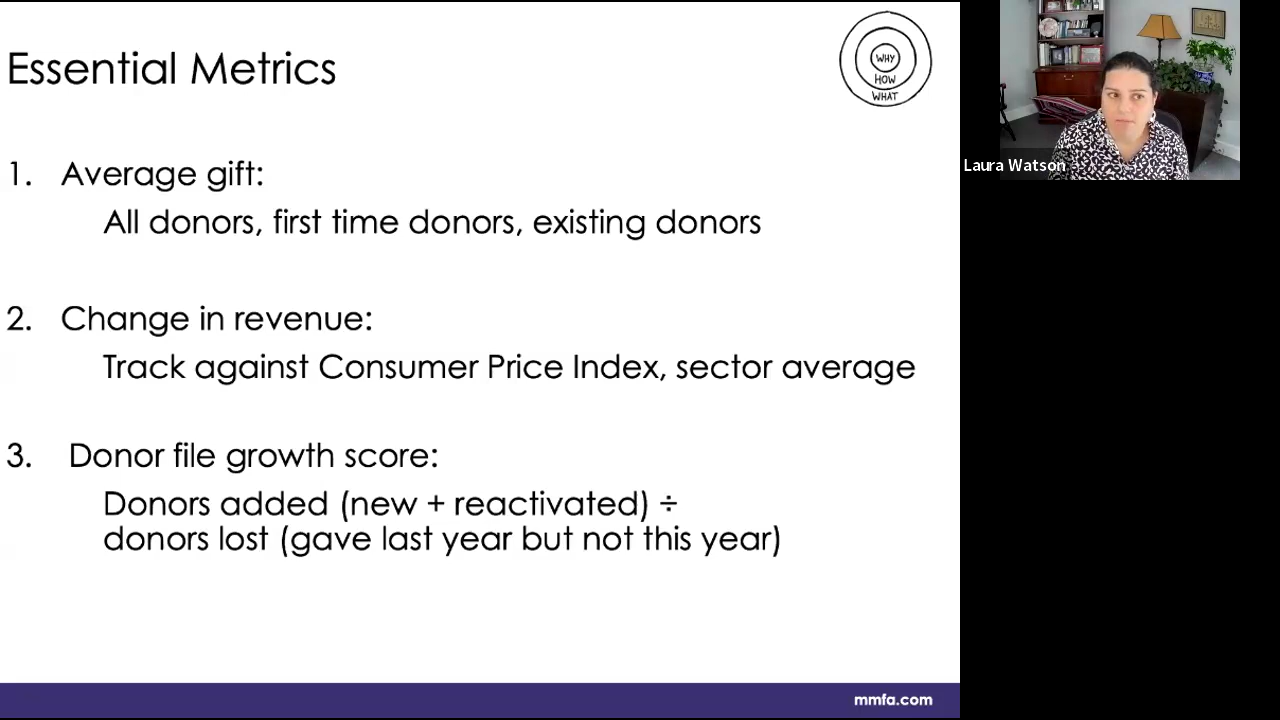 Essential Metrics
WHY
HOW
WHAT
1. Average gift:
All donors, first time donors, existing donors
2. Change in revenue:
Track against Consumer Price Index, sector average
3. Donor file growth score:
Donors added (new + reactivated) ÷
donors lost (gave last year but not this year)
mmfa.com
Laura Watson